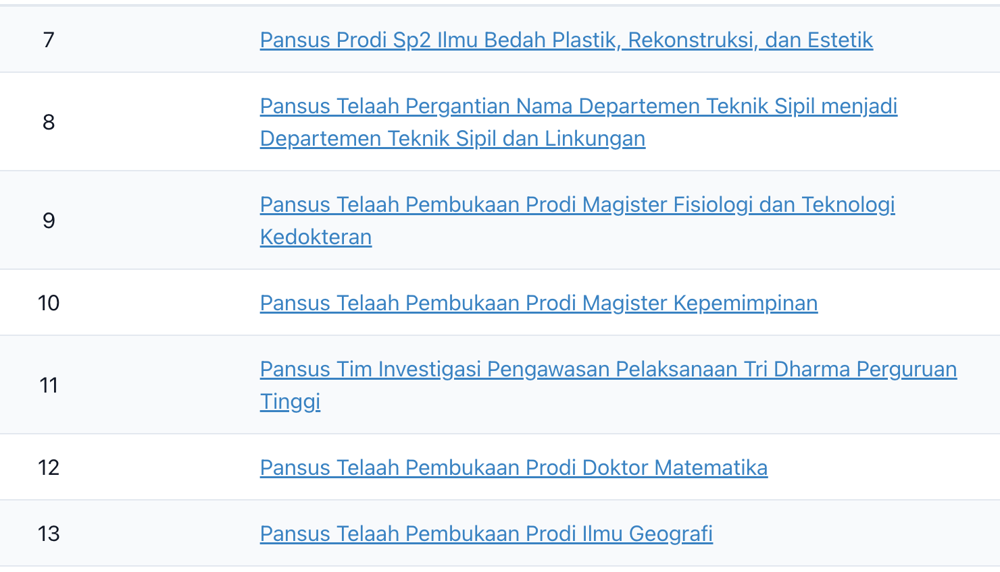 7
Pansus Prodi Sp2 Ilmu Bedah Plastik, Rekonstruksi, dan Estetik
8
Pansus Telaah Pergantian Nama Departemen Teknik Sipil menjadi
Departemen Teknik Sipil dan Linkungan
9
Pansus Telaah Pembukaan Prodi Magister Fisiologi dan Teknologi
Kedokteran
10
Pansus Telaah Pembukaan Prodi Magister Kepemimpinan
11
Pansus Tim Investigasi Pengawasan Pelaksanaan Tri Dharma Perguruan
Tinggi
12
Pansus Telaah Pembukaan Prodi Doktor Matematika
13
Pansus Telaah Pembukaan Prodi Ilmu Geografi